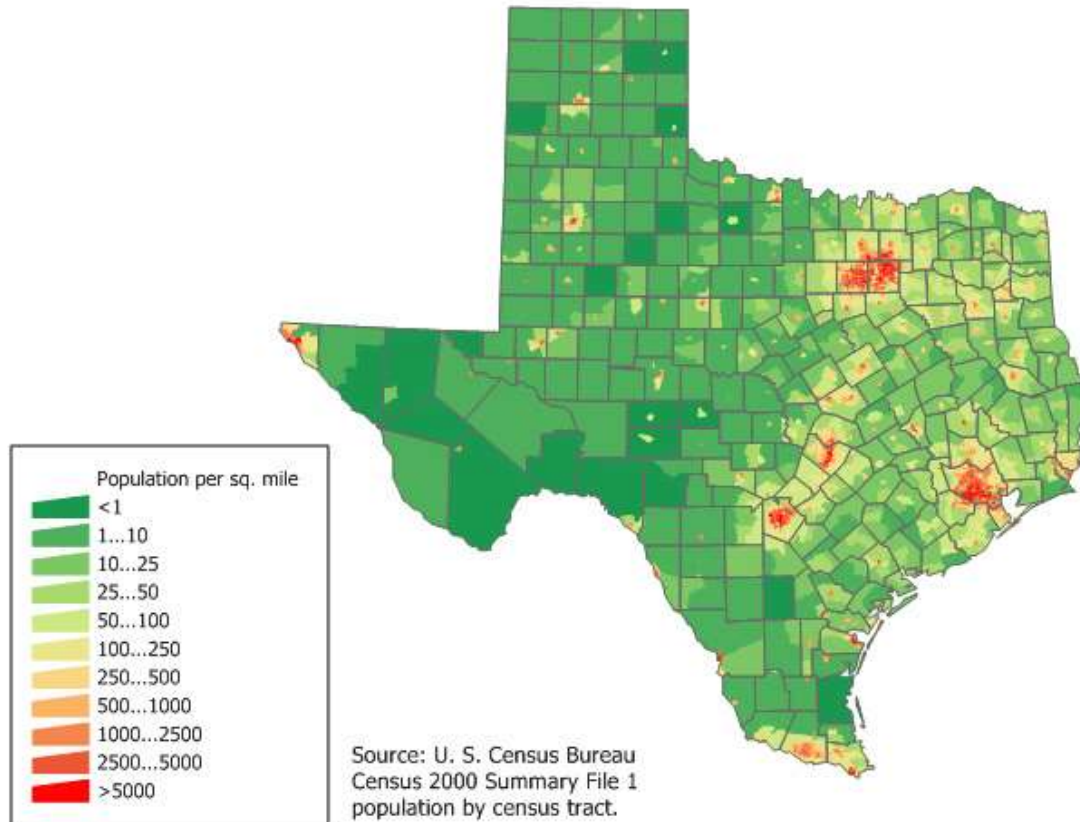 Population per sq. mile
<1
1...10
10...25
25...50
50...100
100...250
250...500
500...1000
1000...2500
2500...5000
>5000
Source: U. S. Census Bureau
Census 2000 Summary File 1
population by census tract.